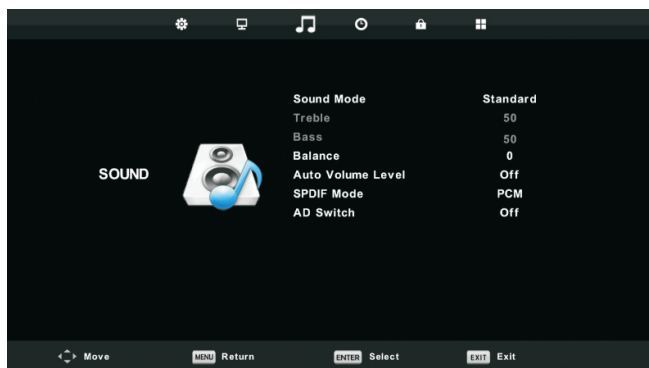 Sound Mode Standard
Treble 50
Bass 50
Balance 0
SOUND
Auto Volume Level Off
SPDIF Mode PCM
AD Switch Off
Move MENU Return ENTER Select EXIT Exit